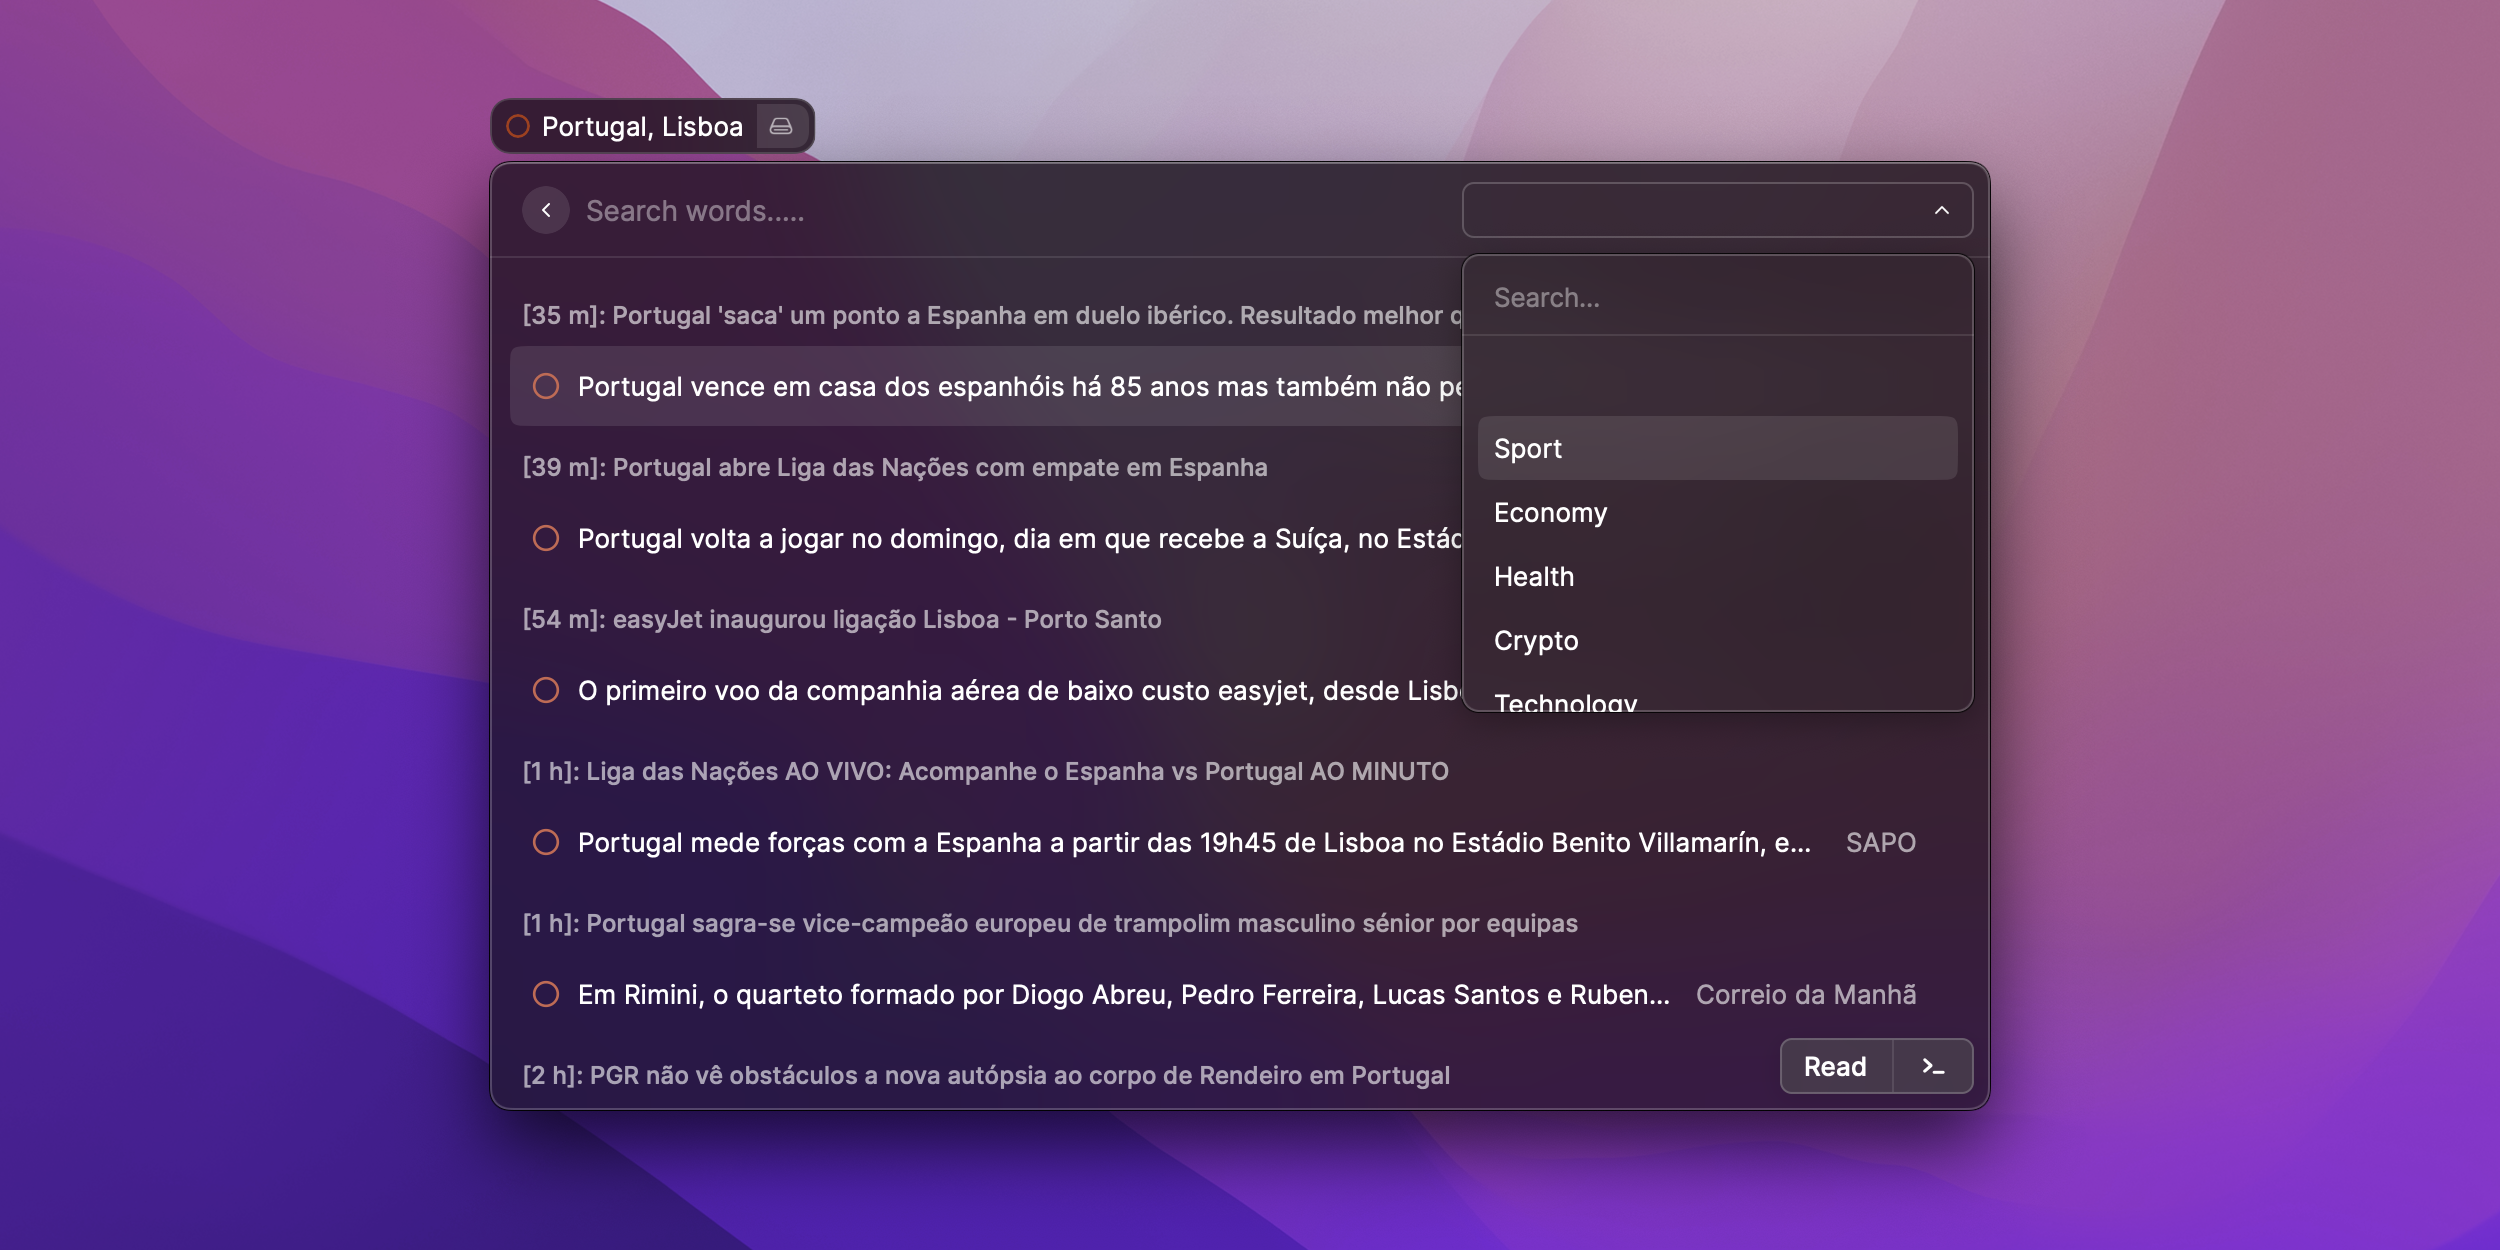 Portugal, Lisboa
Search words.....
Search...
Sport
Economy
Health
Crypto
Technology
[35 m]: Portugal 'saca' um ponto a Espanha em duelo ibérico. Resultado melhor
Portugal vence em casa dos espanhóis há 85 anos mas também não
[39 m]: Portugal abre Liga das Nações com empate em Espanha
Portugal volta a jogar no domingo, dia em que recebe a Suíça, no
[54 m]: easyJet inaugurou ligação Lisboa - Porto Santo
O primeiro voo da companhia aérea de baixo custo easyjet, desde
[1 h]: Liga das Nações AO VIVO: Acompanhe o Espanha vs Portugal AO MINUTO
Portugal mede forças com a Espanha a partir das 19h45 de Lisboa no Estádio Benito Villamarín, e... SAPO
[1 h]: Portugal sagra-se vice-campeão europeu de trampolim masculino sénior por equipas
Em Rimini, o quarteto formado por Diogo Abreu, Pedro Ferreira, Lucas Santos e Ruben... Correio da Manhã
[2 h]: PGR não vê obstáculos a nova autópsia ao corpo de Rendeiro em Portugal
Read